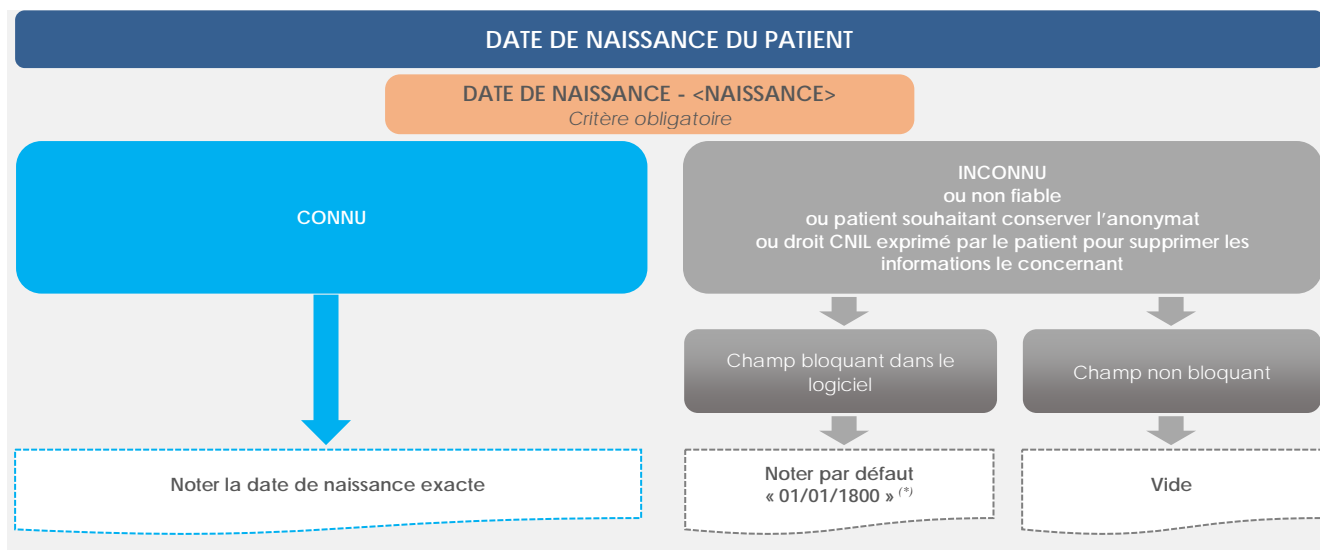 DATE DE NAISSANCE DU PATIENT
DATE DE NAISSANCE - <NAISSANCE>
Critère obligatoire
CONNU
INCONNU
ou non fiable
ou patient souhaitant conserver l'anonymat
ou droit CNIL exprimé par le patient pour supprimer les
informations le concernant
Champ bloquant dans le
logiciel
Champ non bloquant
Noter la date de naissance exacte
Noter par défaut
« 01/01/1800 » (*)
Vide